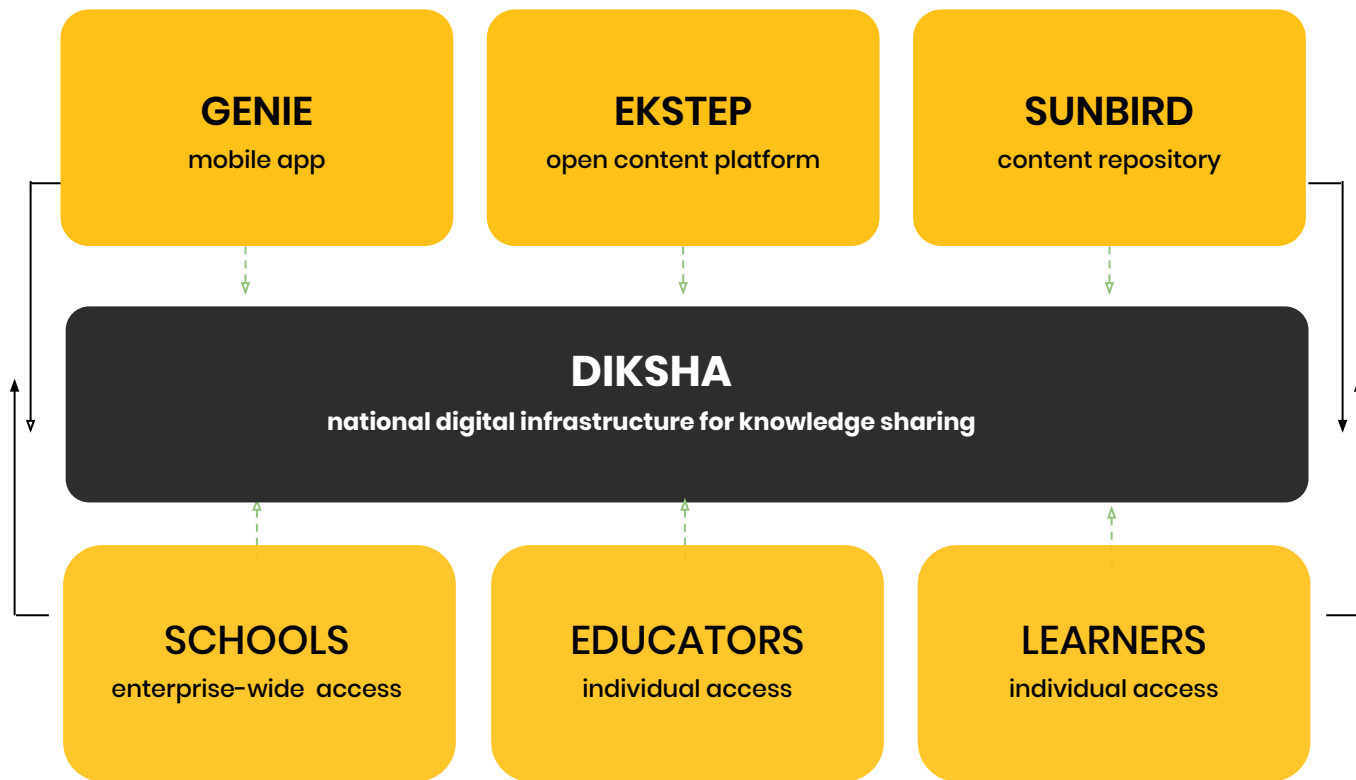 GENIE
mobile app
EKSTEP
open content platform
SUNBIRD
content repository
DIKSHA
national digital infrastructure for knowledge sharing
SCHOOLS
enterprise-wide access
EDUCATORS
individual access
LEARNERS
individual access